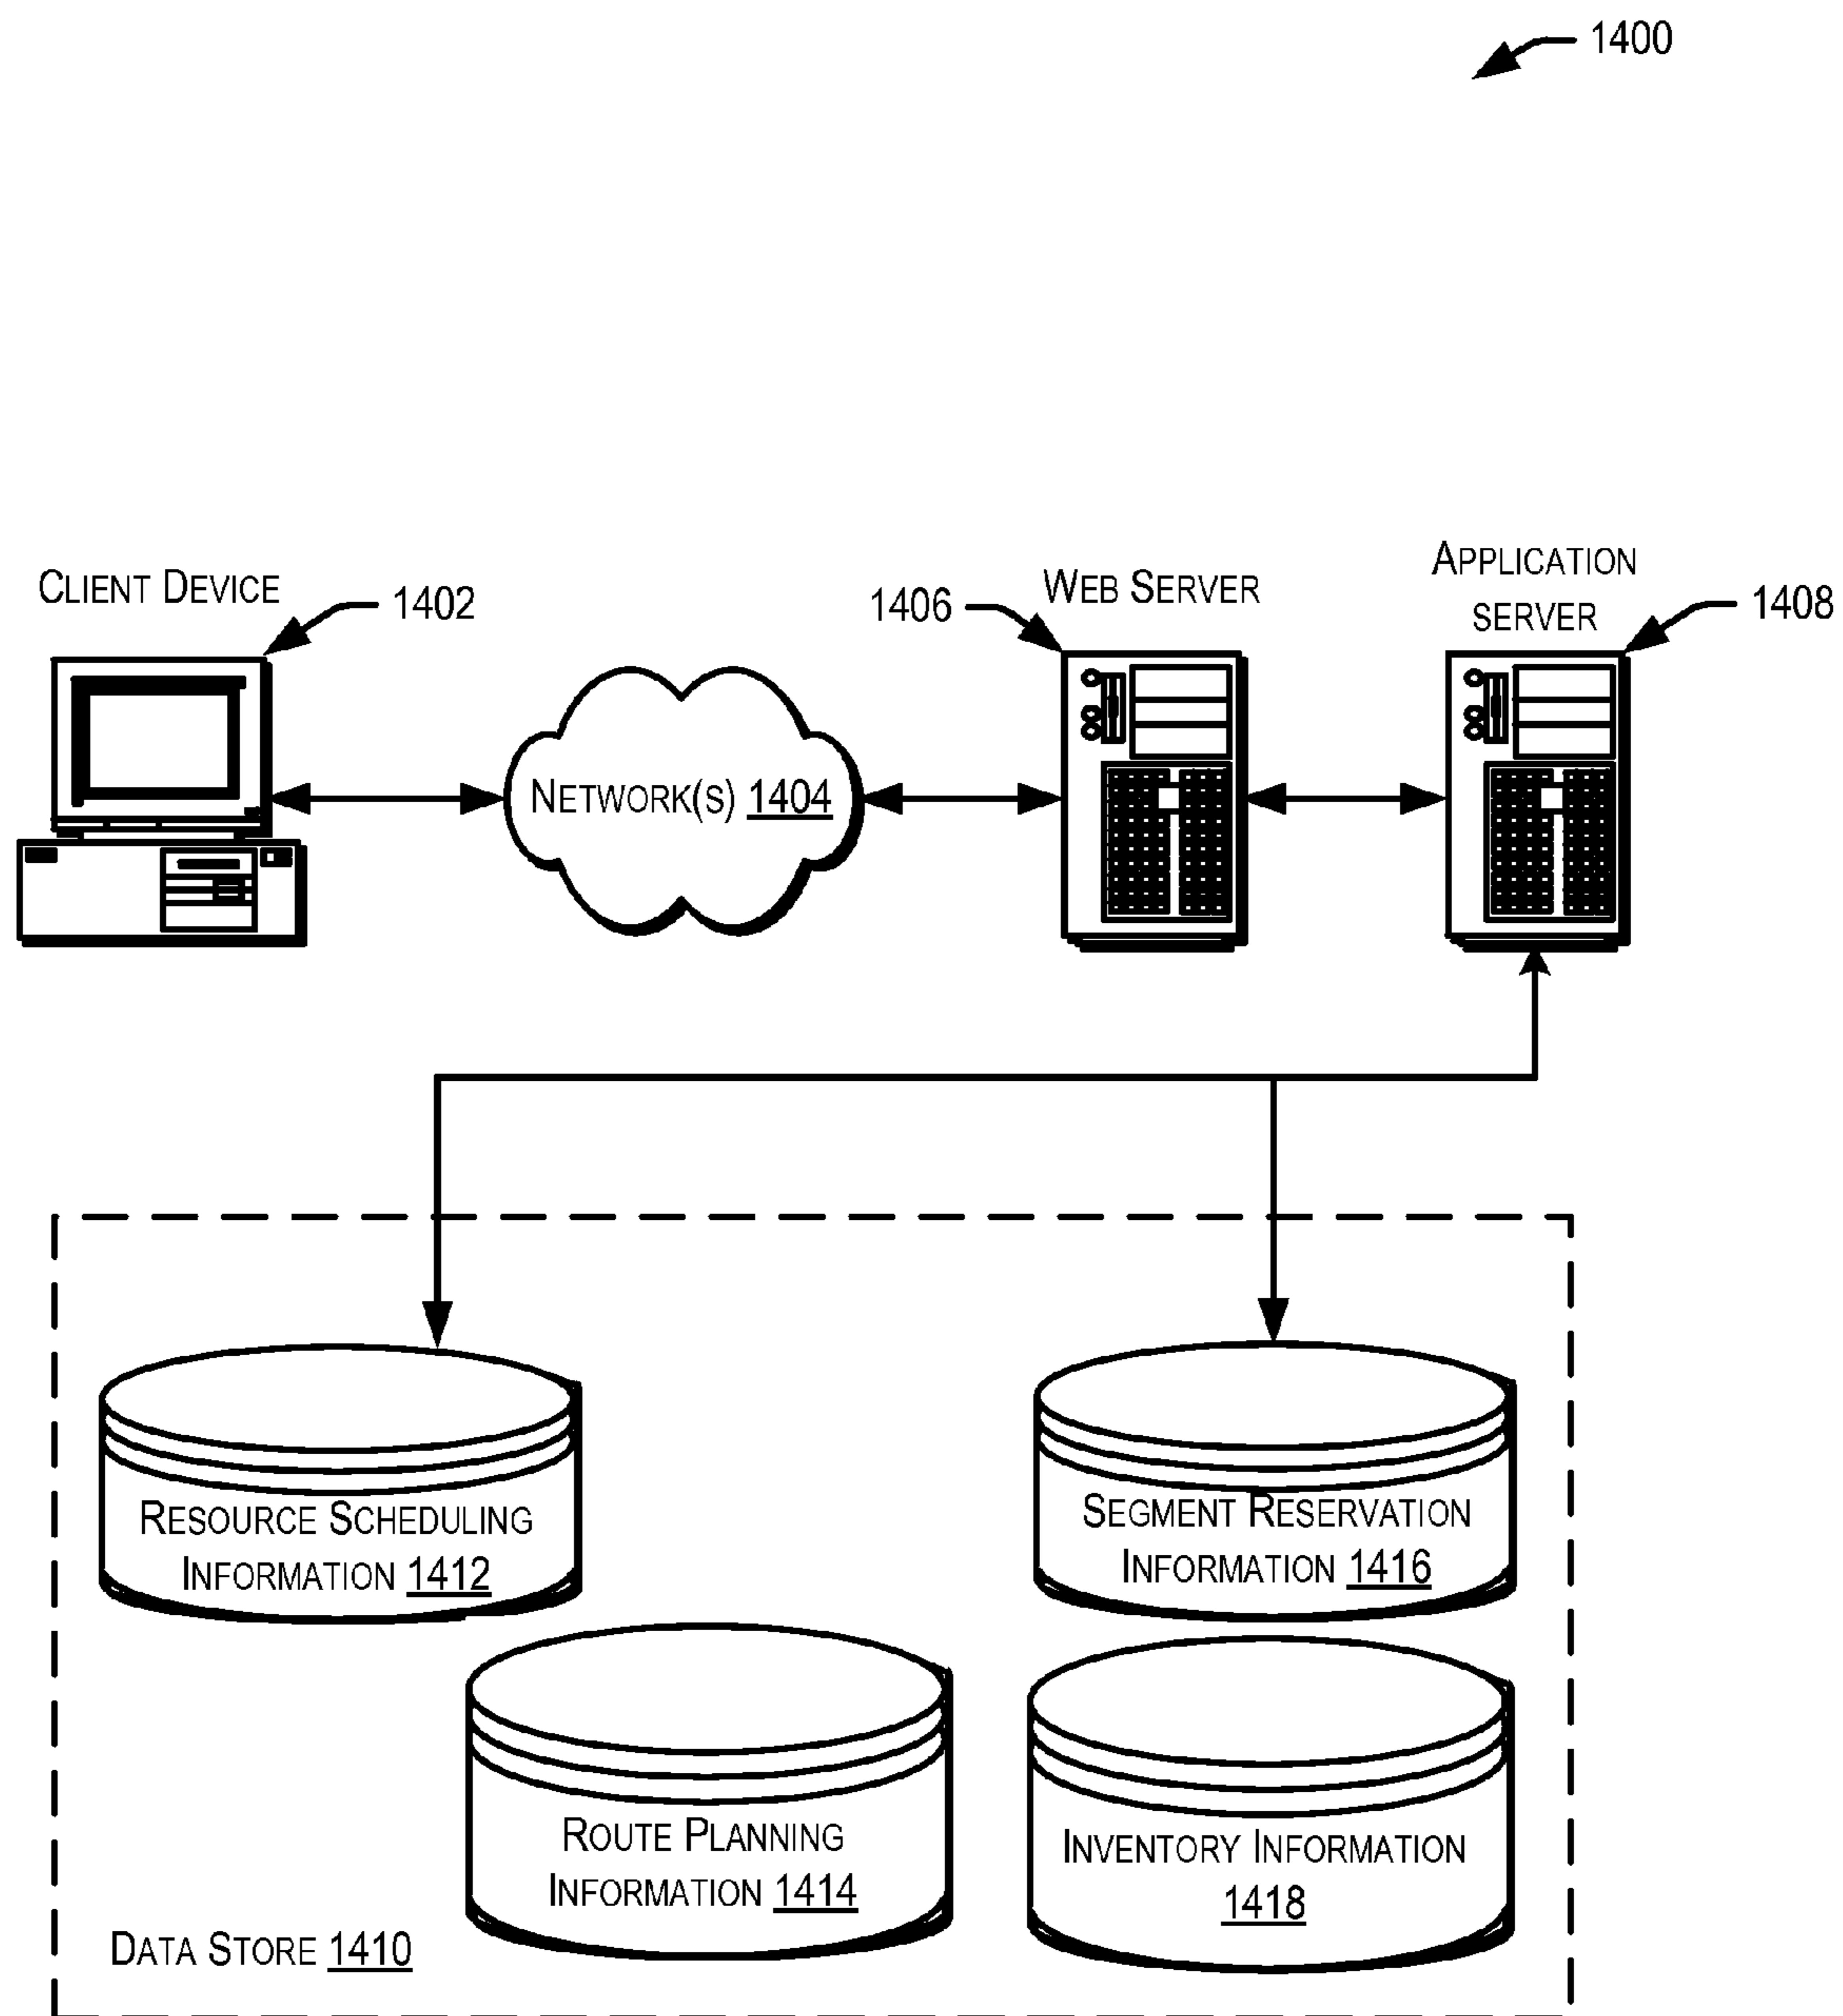 1400
CLIENT DEVICE
1402
1406
WEB SERVER
APPLICATION
SERVER
1408
NETWORK(S) 1404
RESOURCE SCHEDULING
INFORMATION 1412
SEGMENT RESERVATION
INFORMATION 1416
ROUTE PLANNING
INFORMATION 1414
INVENTORY INFORMATION
1418
DATA STORE 1410